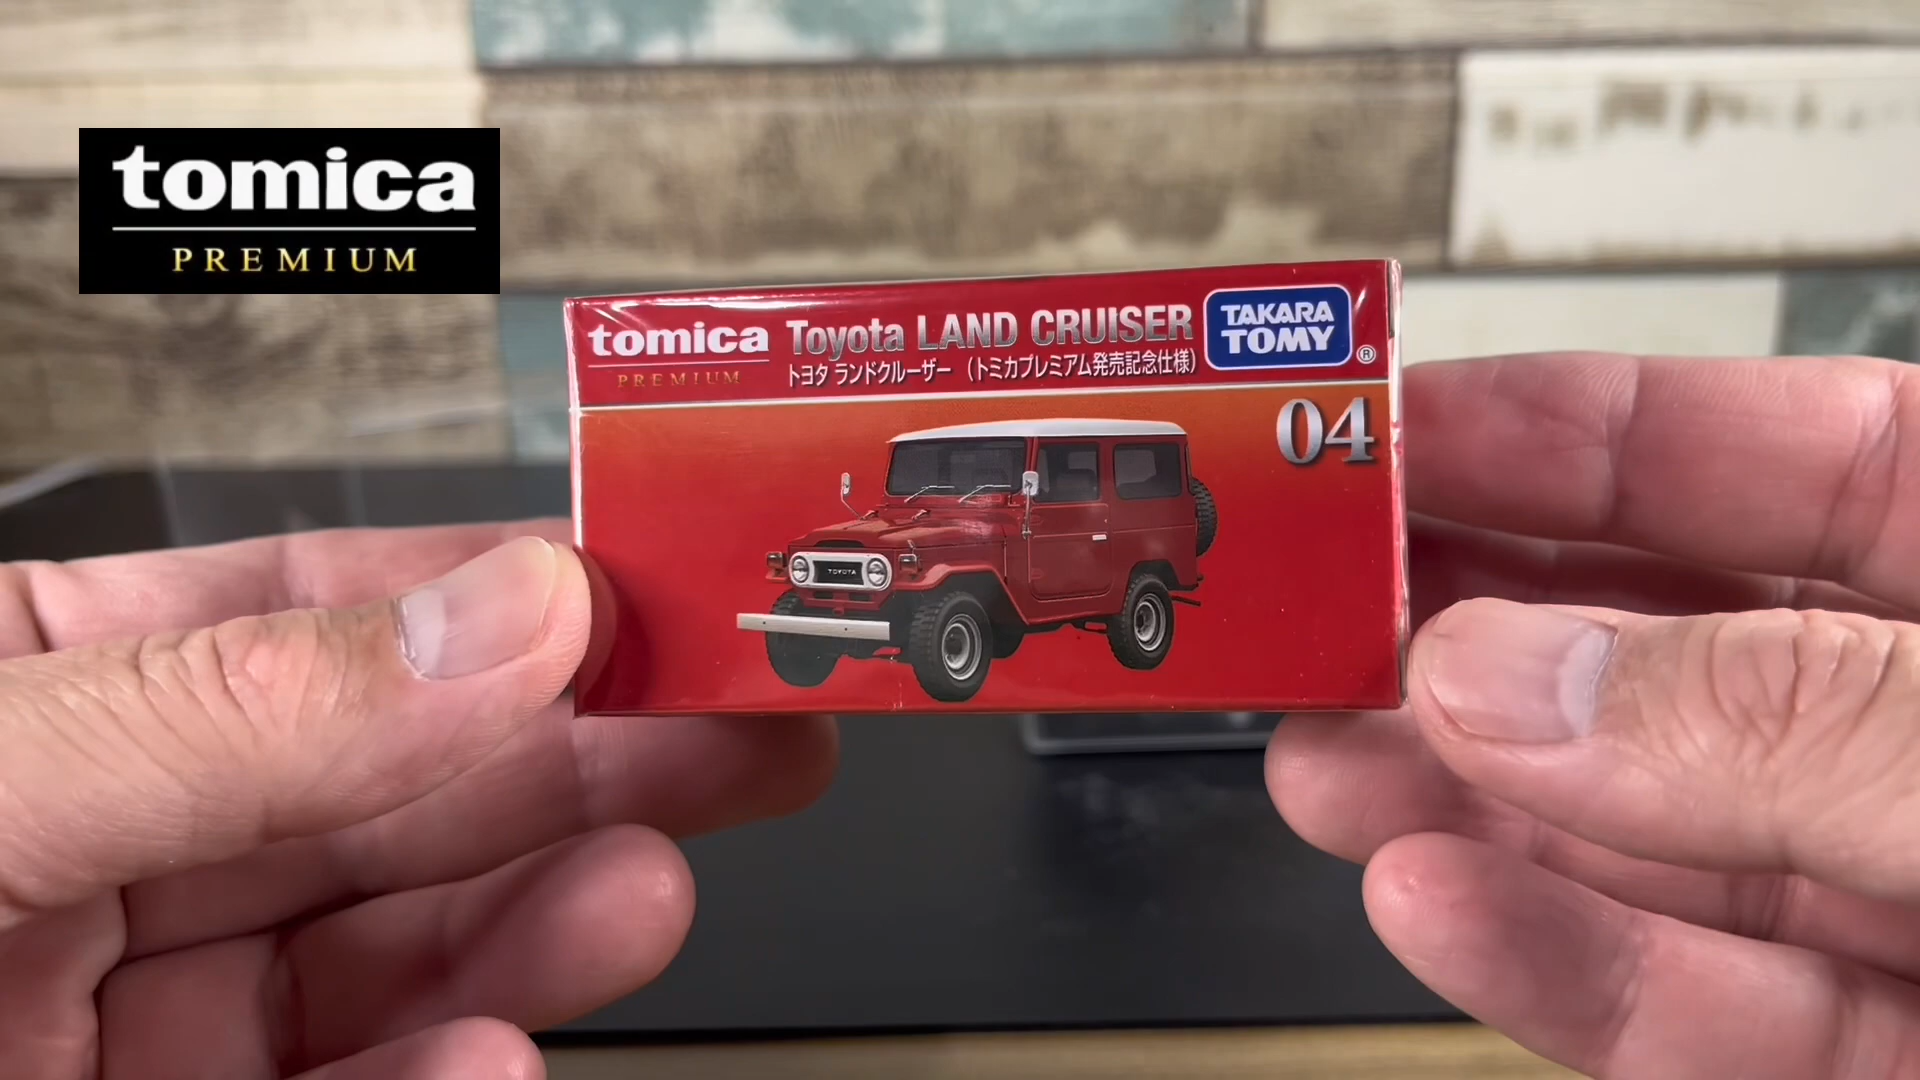 tomica
PREMIUM
tomica
PREMIUM
Toyota LAND CRUISER
トヨタ ランドクルーザー （トミカプレミアム発売記念仕様）
TAKARA
TOMY
®
04
TOYOTA